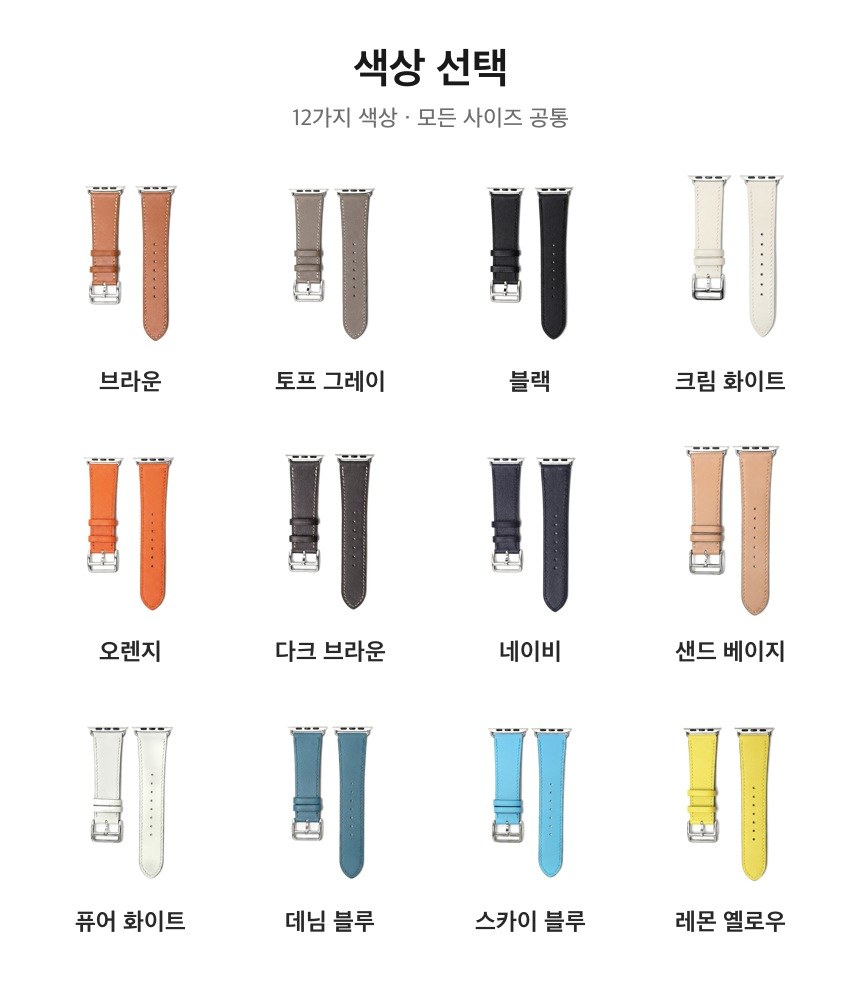 색상 선택
12가지 색상 · 모든 사이즈 공통
브라운
토프 그레이
블랙
크림 화이트
오렌지
다크 브라운
네이비
샌드 베이지
퓨어 화이트
데님 블루
스카이 블루
레몬 옐로우